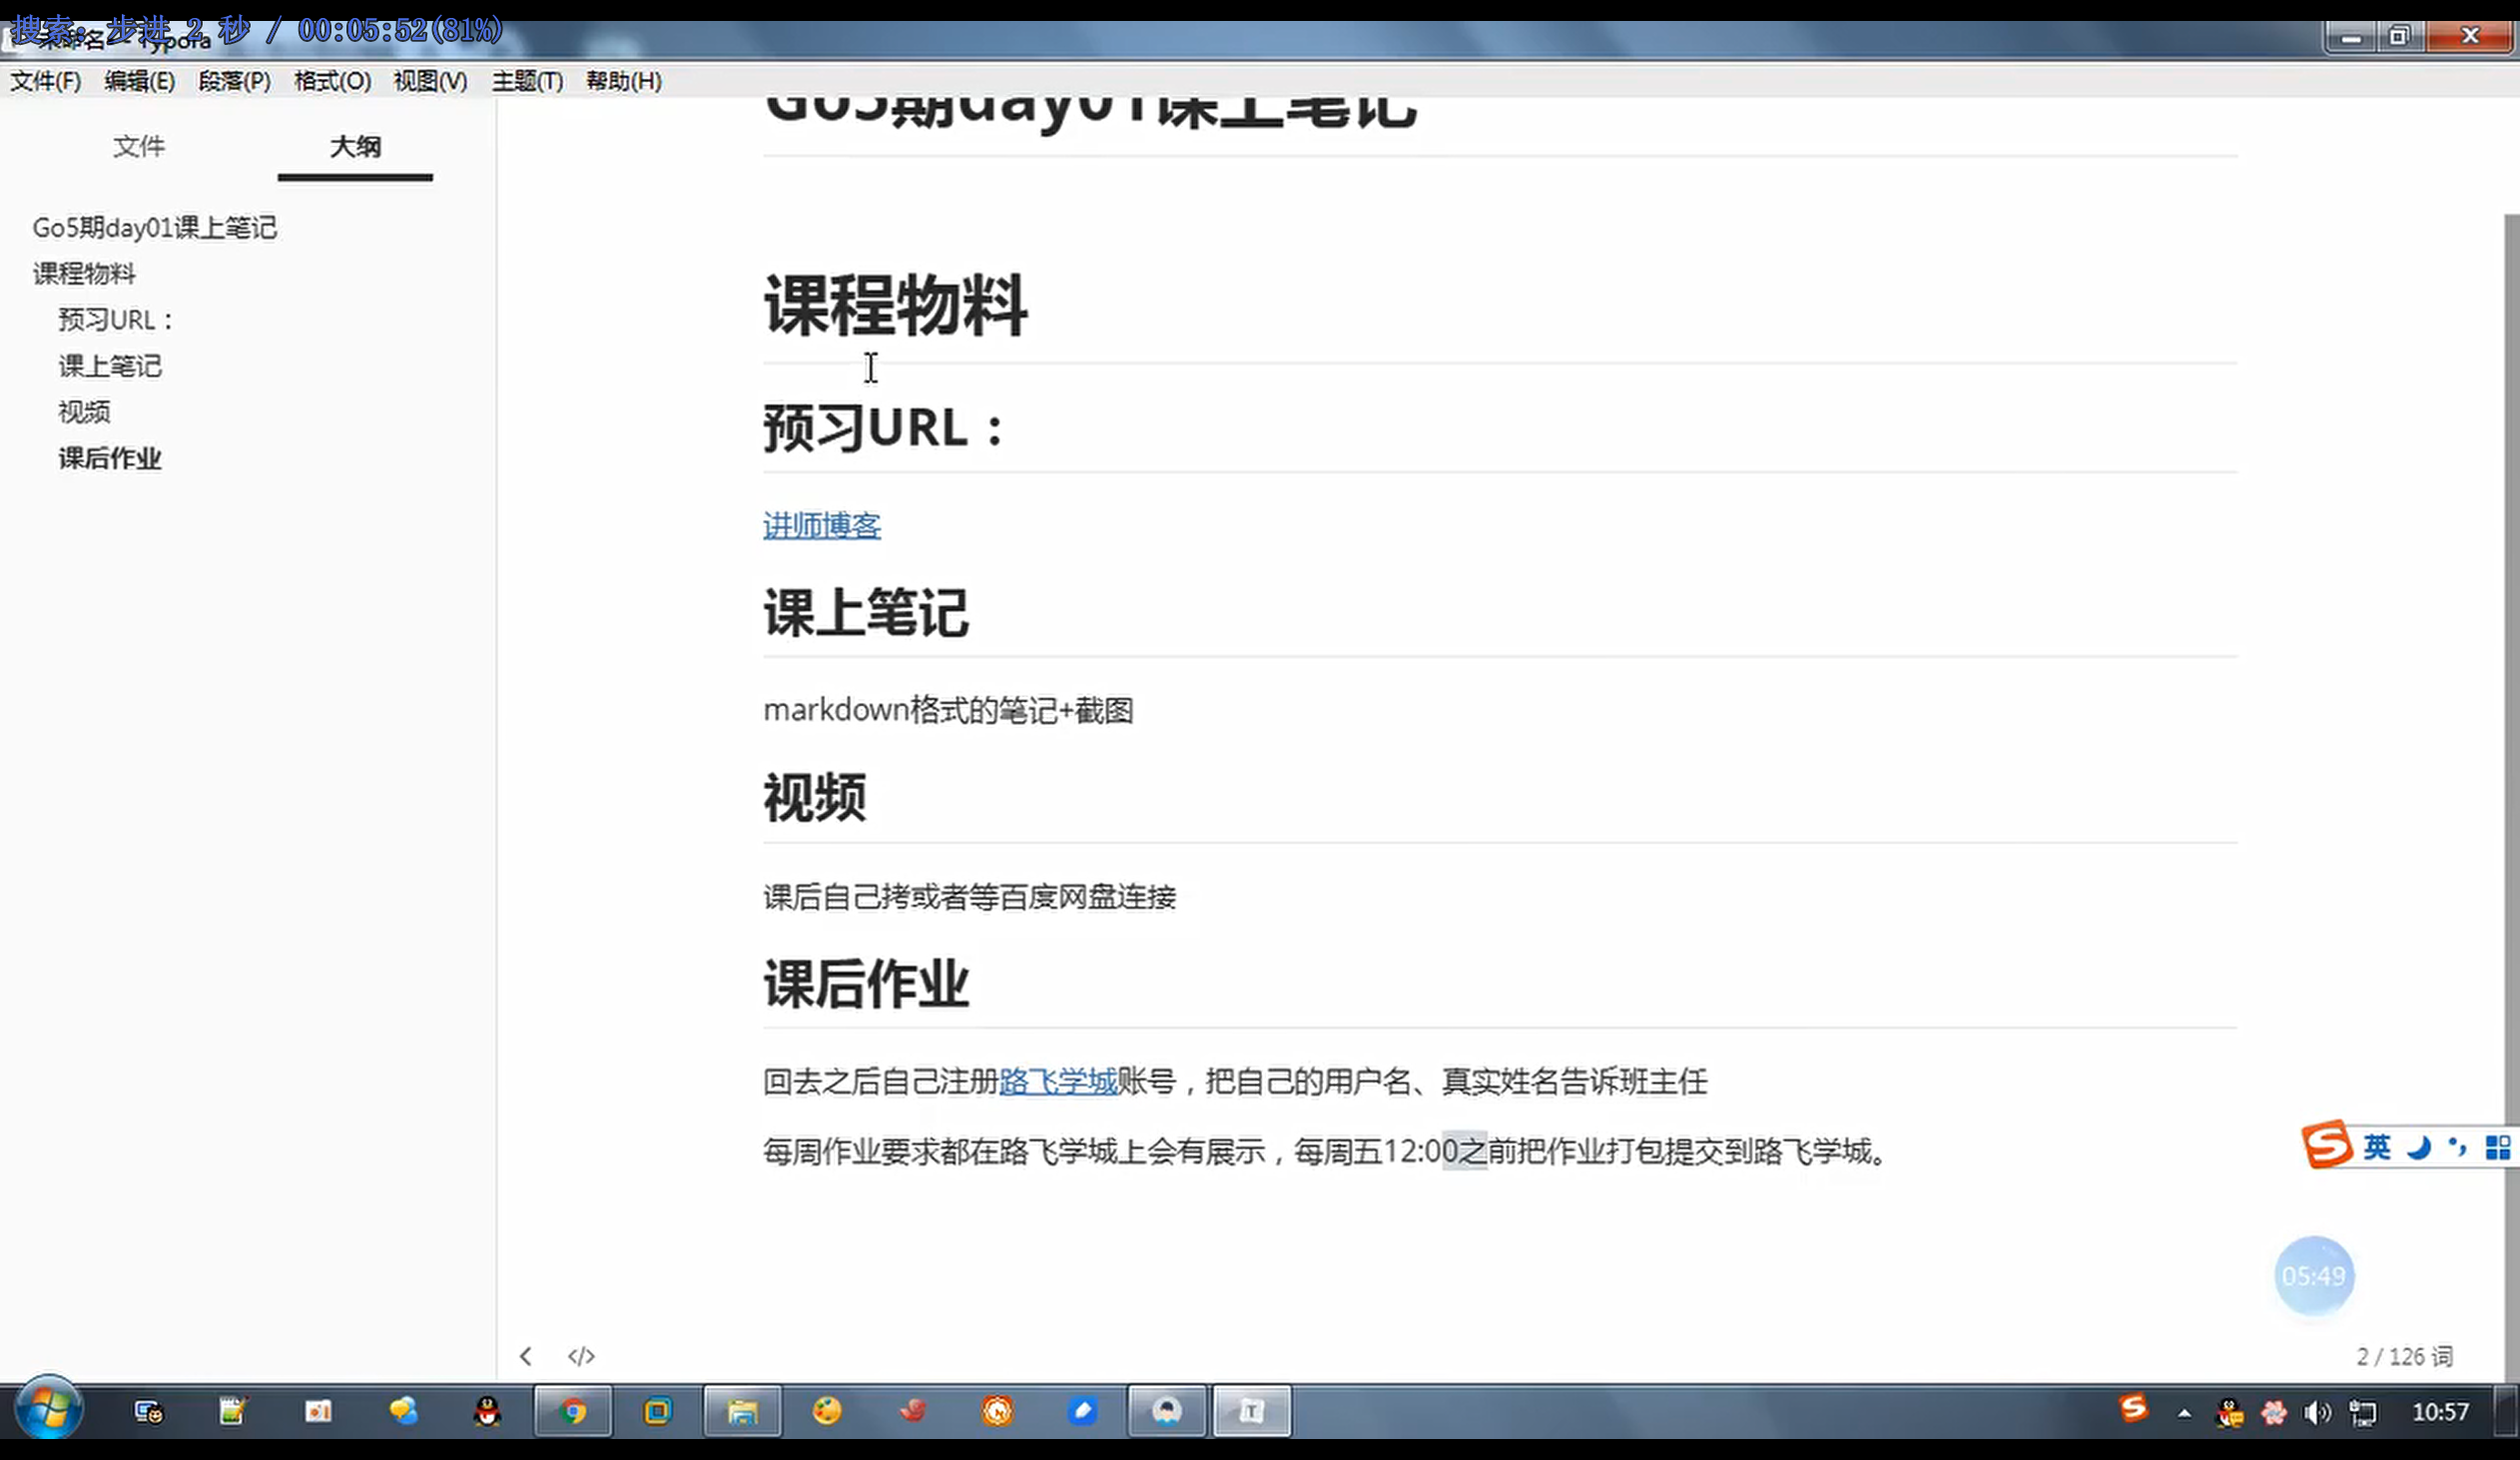 搜索: 步进 2 秒 / 00:05:52(81%)
未命名 - Typora
文件(F) 编辑(E) 段落(P) 格式(O) 视图(V) 主题(T) 帮助(H)
文件 大纲
Go5期day01课上笔记
课程物料
预习URL：
课上笔记
视频
课后作业
Go5期day01课上笔记
课程物料
预习URL：
讲师博客
课上笔记
markdown格式的笔记+截图
视频
课后自己拷或者等百度网盘连接
课后作业
回去之后自己注册路飞学城账号，把自己的用户名、真实姓名告诉班主任
每周作业要求都在路飞学城上会有展示，每周五12:00之前把作业打包提交到路飞学城。
英
05:49
2 / 126 词
10:57